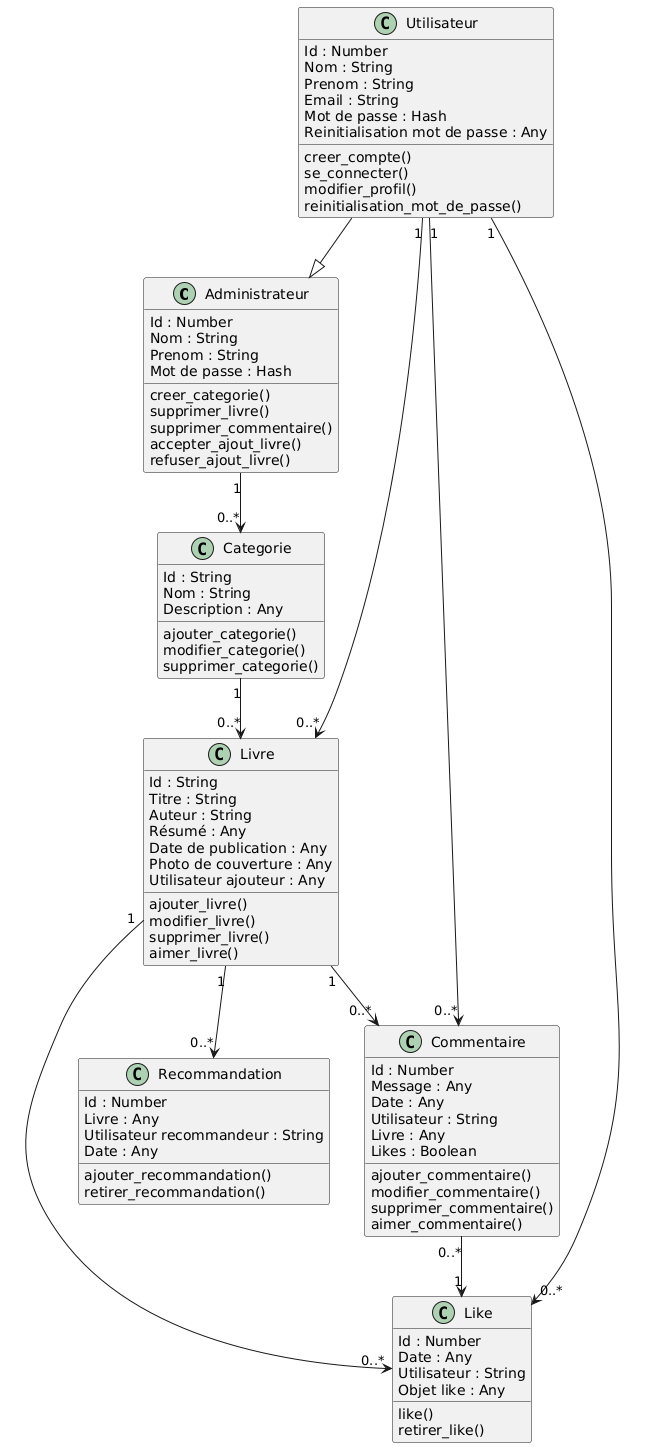 C Utilisateur
Id : Number
Nom : String
Prenom : String
Email : String
Mot de passe : Hash
Reinitialisation mot de passe : Any
creer_compte()
se_connecter()
modifier_profil()
reinitialisation_mot_de_passe()
1
1
1
C Administrateur
Id : Number
Nom : String
Prenom : String
Mot de passe : Hash
creer_categorie()
supprimer_livre()
supprimer_commentaire()
accepter_ajout_livre()
refuser_ajout_livre()
1
0..*
C Categorie
Id : String
Nom : String
Description : Any
ajouter_categorie()
modifier_categorie()
supprimer_categorie()
1
0..*
0..*
C Livre
Id : String
Titre : String
Auteur : String
Résumé : Any
Date de publication : Any
Photo de couverture : Any
Utilisateur ajouteur : Any
ajouter_livre()
modifier_livre()
supprimer_livre()
aimer_livre()
1
1
1
0..*
0..*
0..*
C Recommandation
Id : Number
Livre : Any
Utilisateur recommandeur : String
Date : Any
ajouter_recommandation()
retirer_recommandation()
C Commentaire
Id : Number
Message : Any
Date : Any
Utilisateur : String
Livre : Any
Likes : Boolean
ajouter_commentaire()
modifier_commentaire()
supprimer_commentaire()
aimer_commentaire()
0..*
1
0..*
0..*
C Like
Id : Number
Date : Any
Utilisateur : String
Objet like : Any
like()
retirer_like()